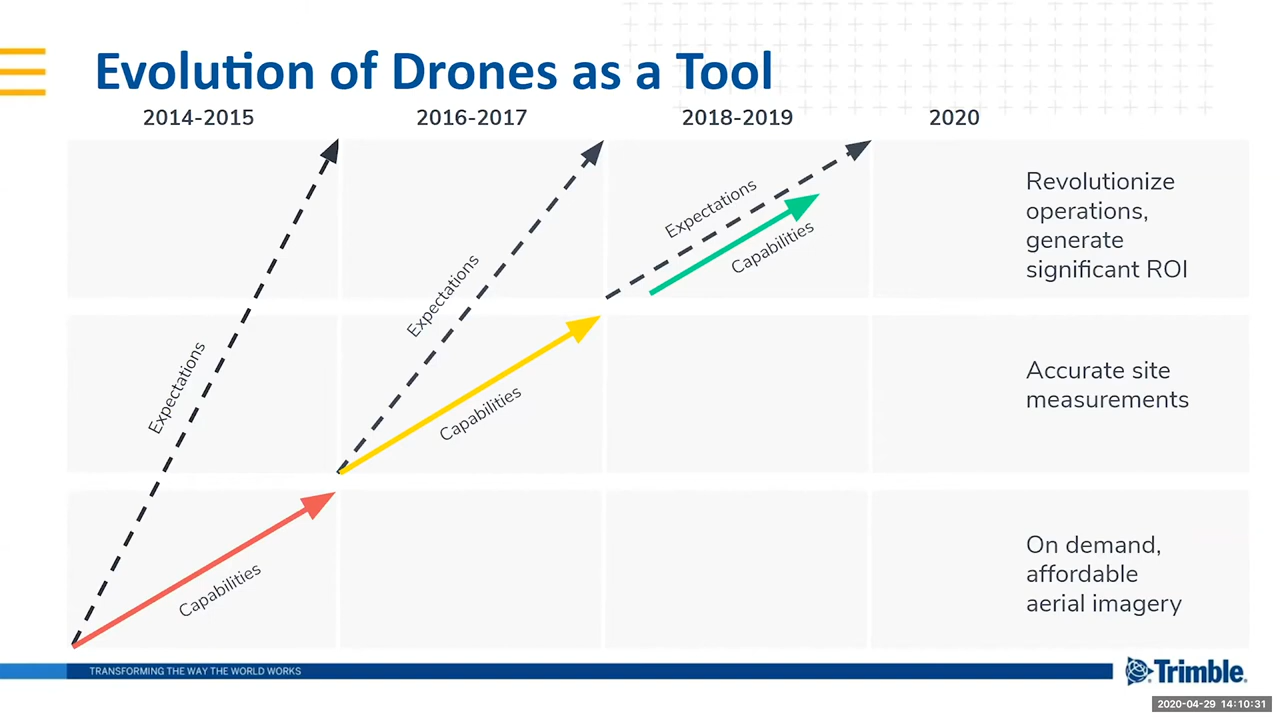 Evolution of Drones as a Tool
2014-2015
2016-2017
2018-2019
2020
Expectations
Capabilities
Expectations
Capabilities
Expectations
Capabilities
Revolutionize
operations,
generate
significant ROI
Accurate site
measurements
On demand,
affordable
aerial imagery
TRANSFORMING THE WAY THE WORLD WORKS
Trimble
2020-04-29 14:10:31